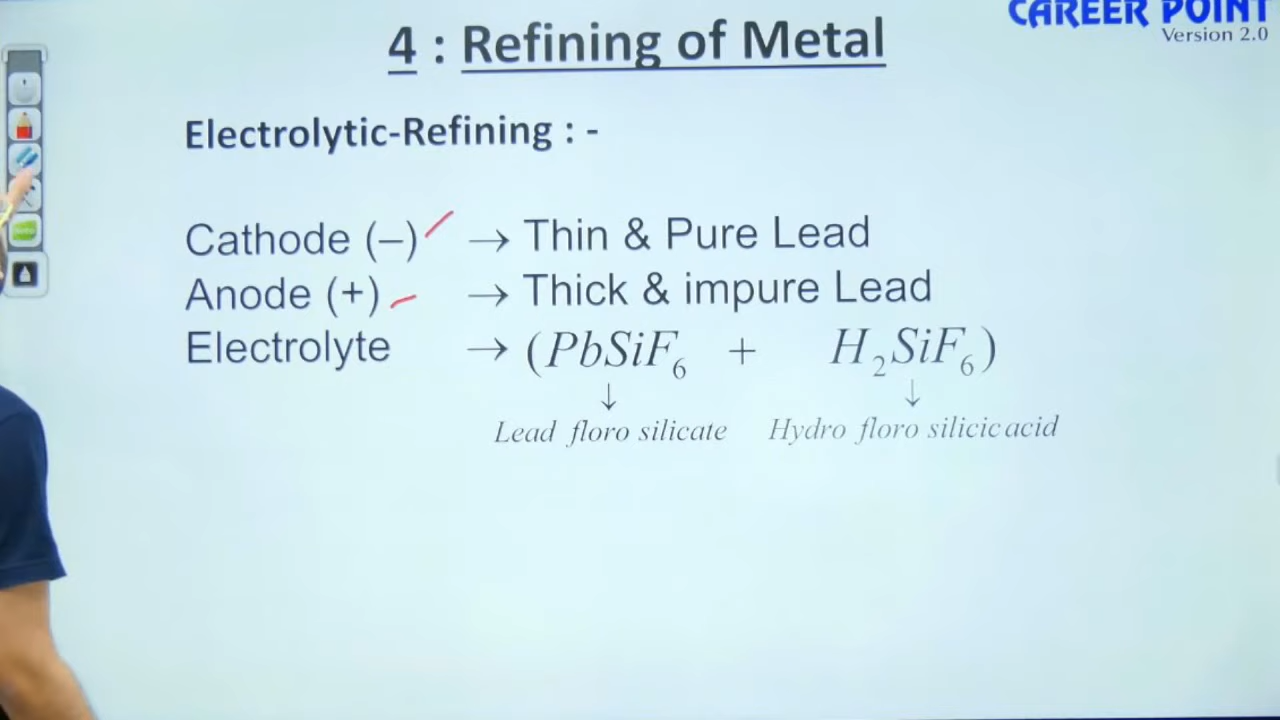 CAREER POINT
Version 2.0
4 : Refining of Metal
Electrolytic-Refining : -
Cathode (–) → Thin & Pure Lead
Anode (+) → Thick & impure Lead
Electrolyte → (PbSiF₆ + H₂SiF₆)
↓ ↓
Lead floro silicate Hydro floro silicic acid